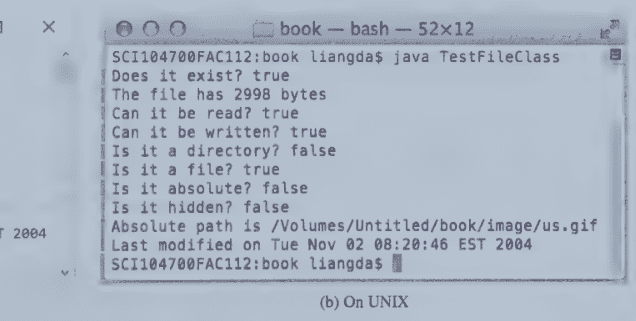 book — bash — 52×12
SCI104700FAC112:book liangda$ java TestFileClass
Does it exist? true
The file has 2998 bytes
Can it be read? true
Can it be written? true
Is it a directory? false
Is it a file? true
Is it absolute? false
Is it hidden? false
Absolute path is /Volumes/Untitled/book/image/us.gif
T 2004
Last modified on Tue Nov 02 08:20:46 EST 2004
SCI104700FAC112:book liangda$
(b) On UNIX